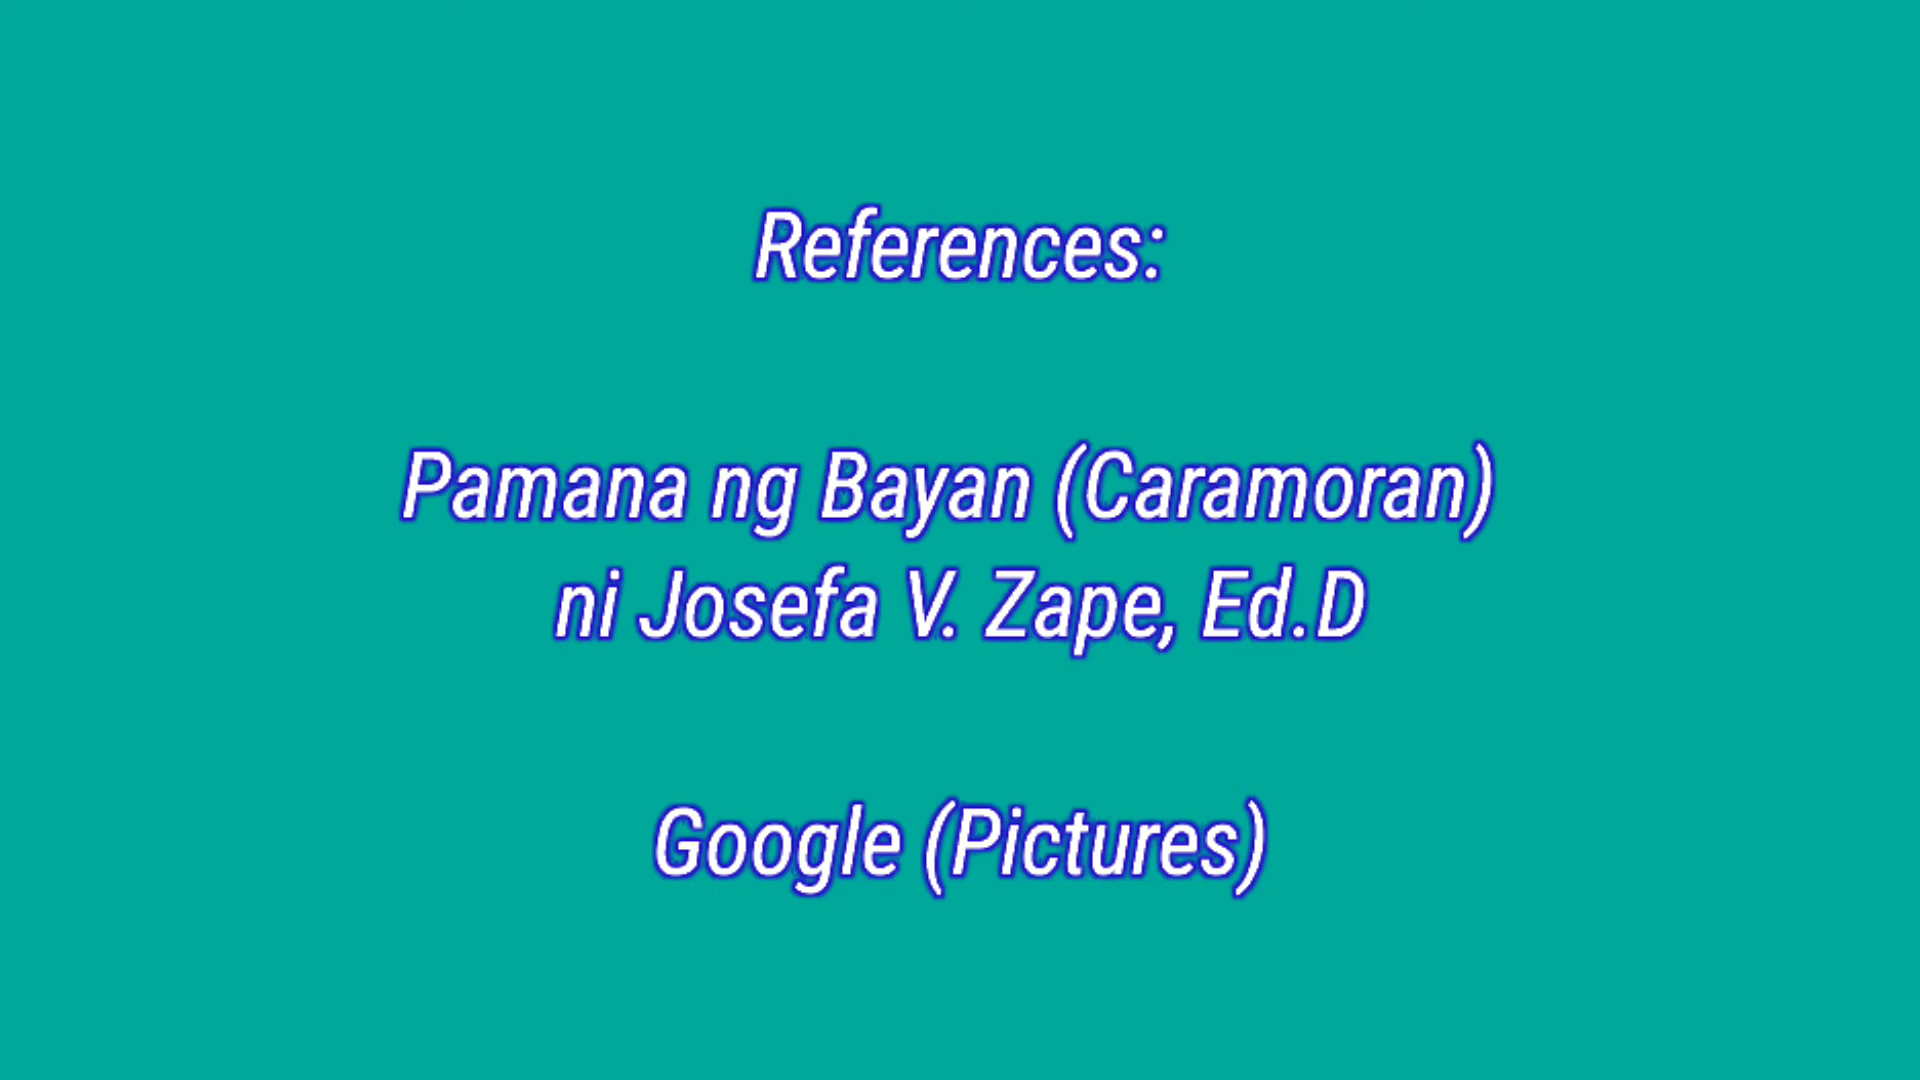 References:
Pamana ng Bayan (Caramoran)
ni Josefa V. Zape, Ed.D
Google (Pictures)